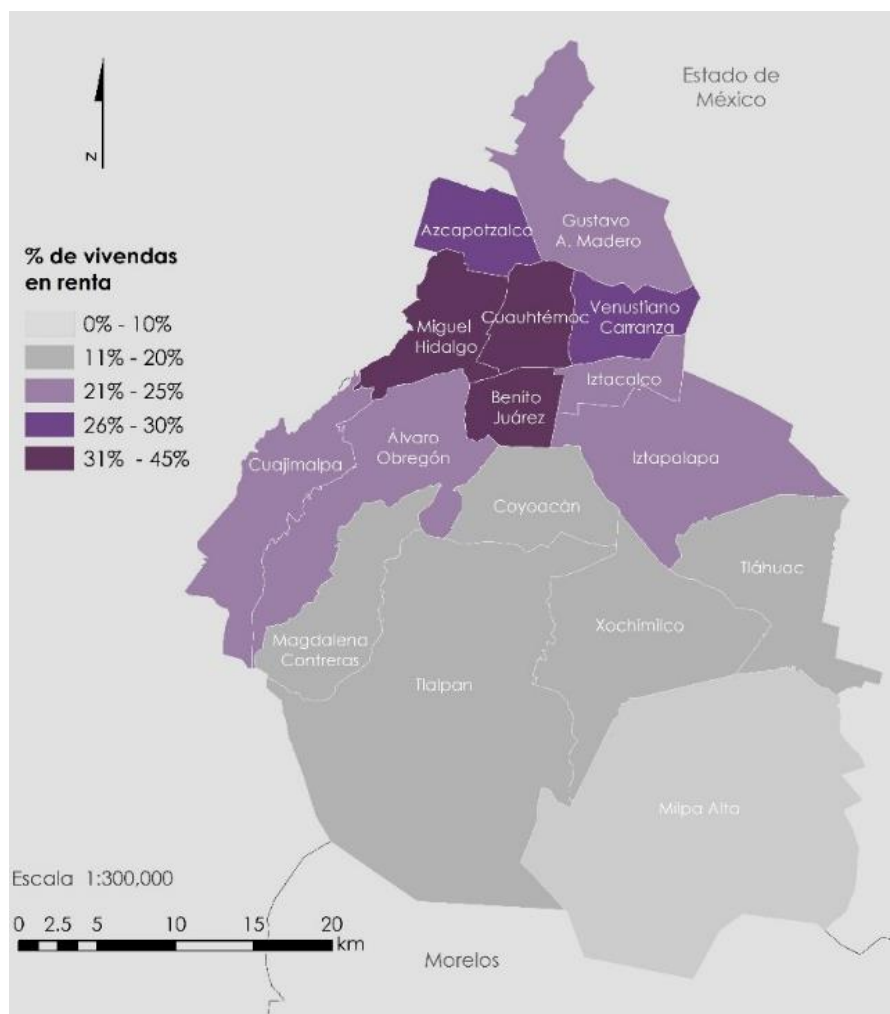 Estado de
México
N
Azcapotzalco
Gustavo
A. Madero
% de vivendas
en renta
0% - 10%
11% - 20%
21% - 25%
26% - 30%
31% - 45%
Miguel
Hidalgo
Cuauhtémoc
Venustiano
Carranza
Iztacalco
Benito
Juárez
Cuajimalpa
Álvaro
Obregón
Iztapalapa
Coyoacán
Tláhuac
Xochimilco
Magdalena
Contreras
Tlalpan
Milpa Alta
Escala 1:300,000
0 2.5 5 10 15 20
km
Morelos